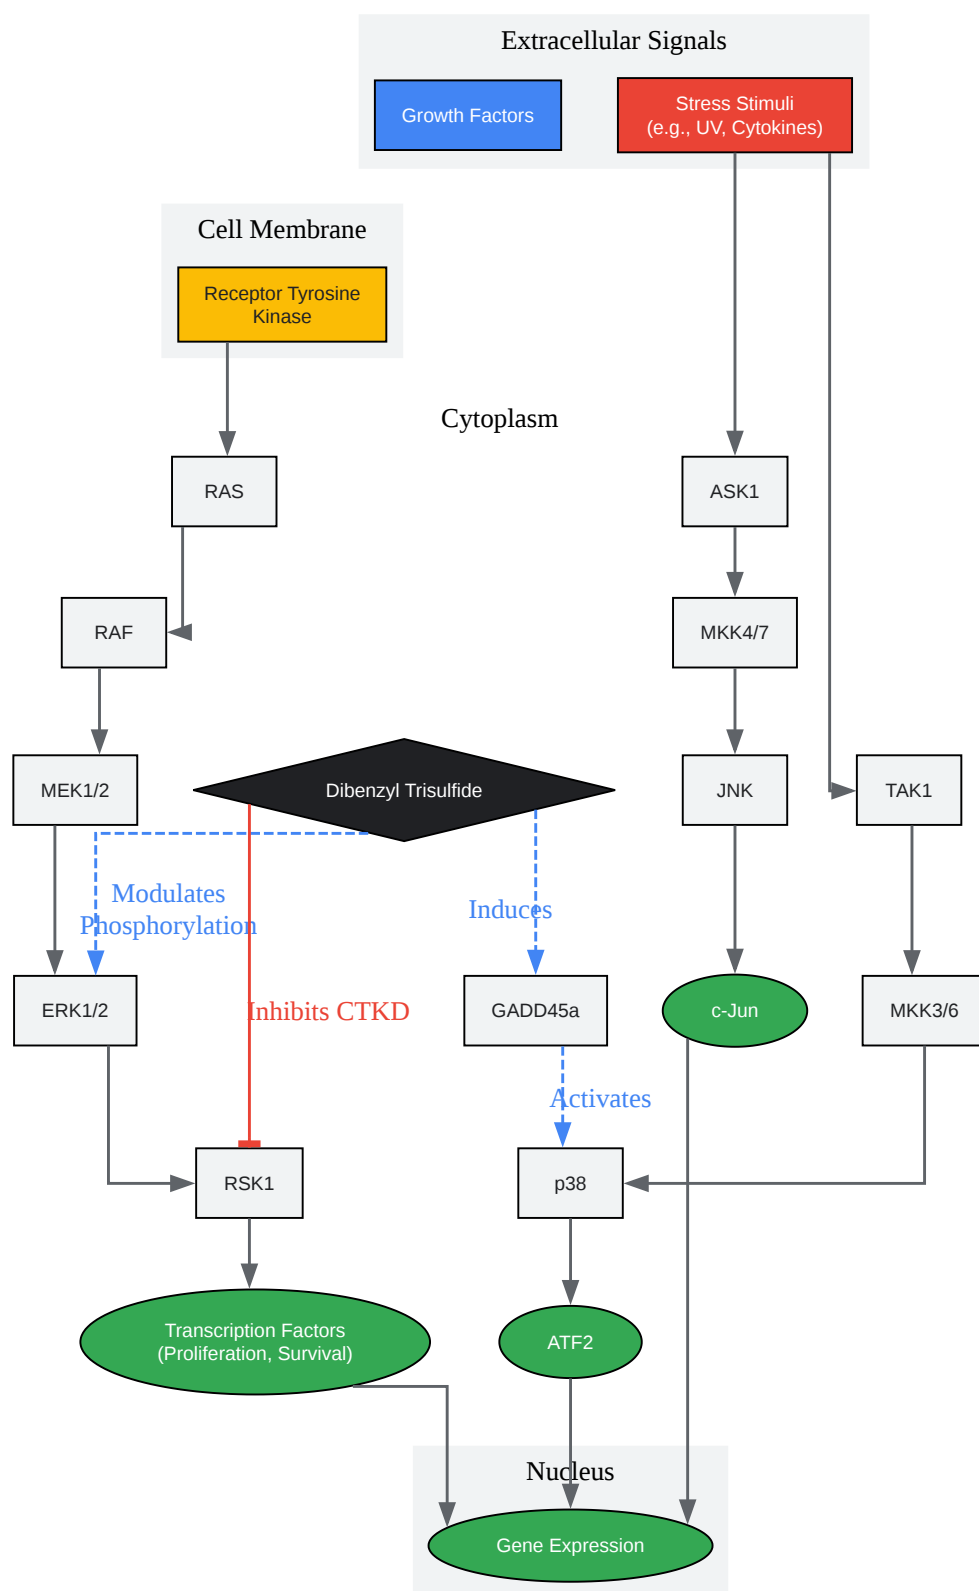 Extracellular Signals
Growth Factors
Stress Stimuli
(e.g., UV, Cytokines)
Cell Membrane
Receptor Tyrosine
Kinase
Cytoplasm
RAS
ASK1
RAF
MKK4/7
MEK1/2
Dibenzyl Trisulfide
JNK
TAK1
Modulates
Phosphorylation
Induces
ERK1/2
Inhibits CTKD
GADD45a
c-Jun
MKK3/6
Activates
RSK1
p38
Transcription Factors
(Proliferation, Survival)
ATF2
Nucleus
Gene Expression